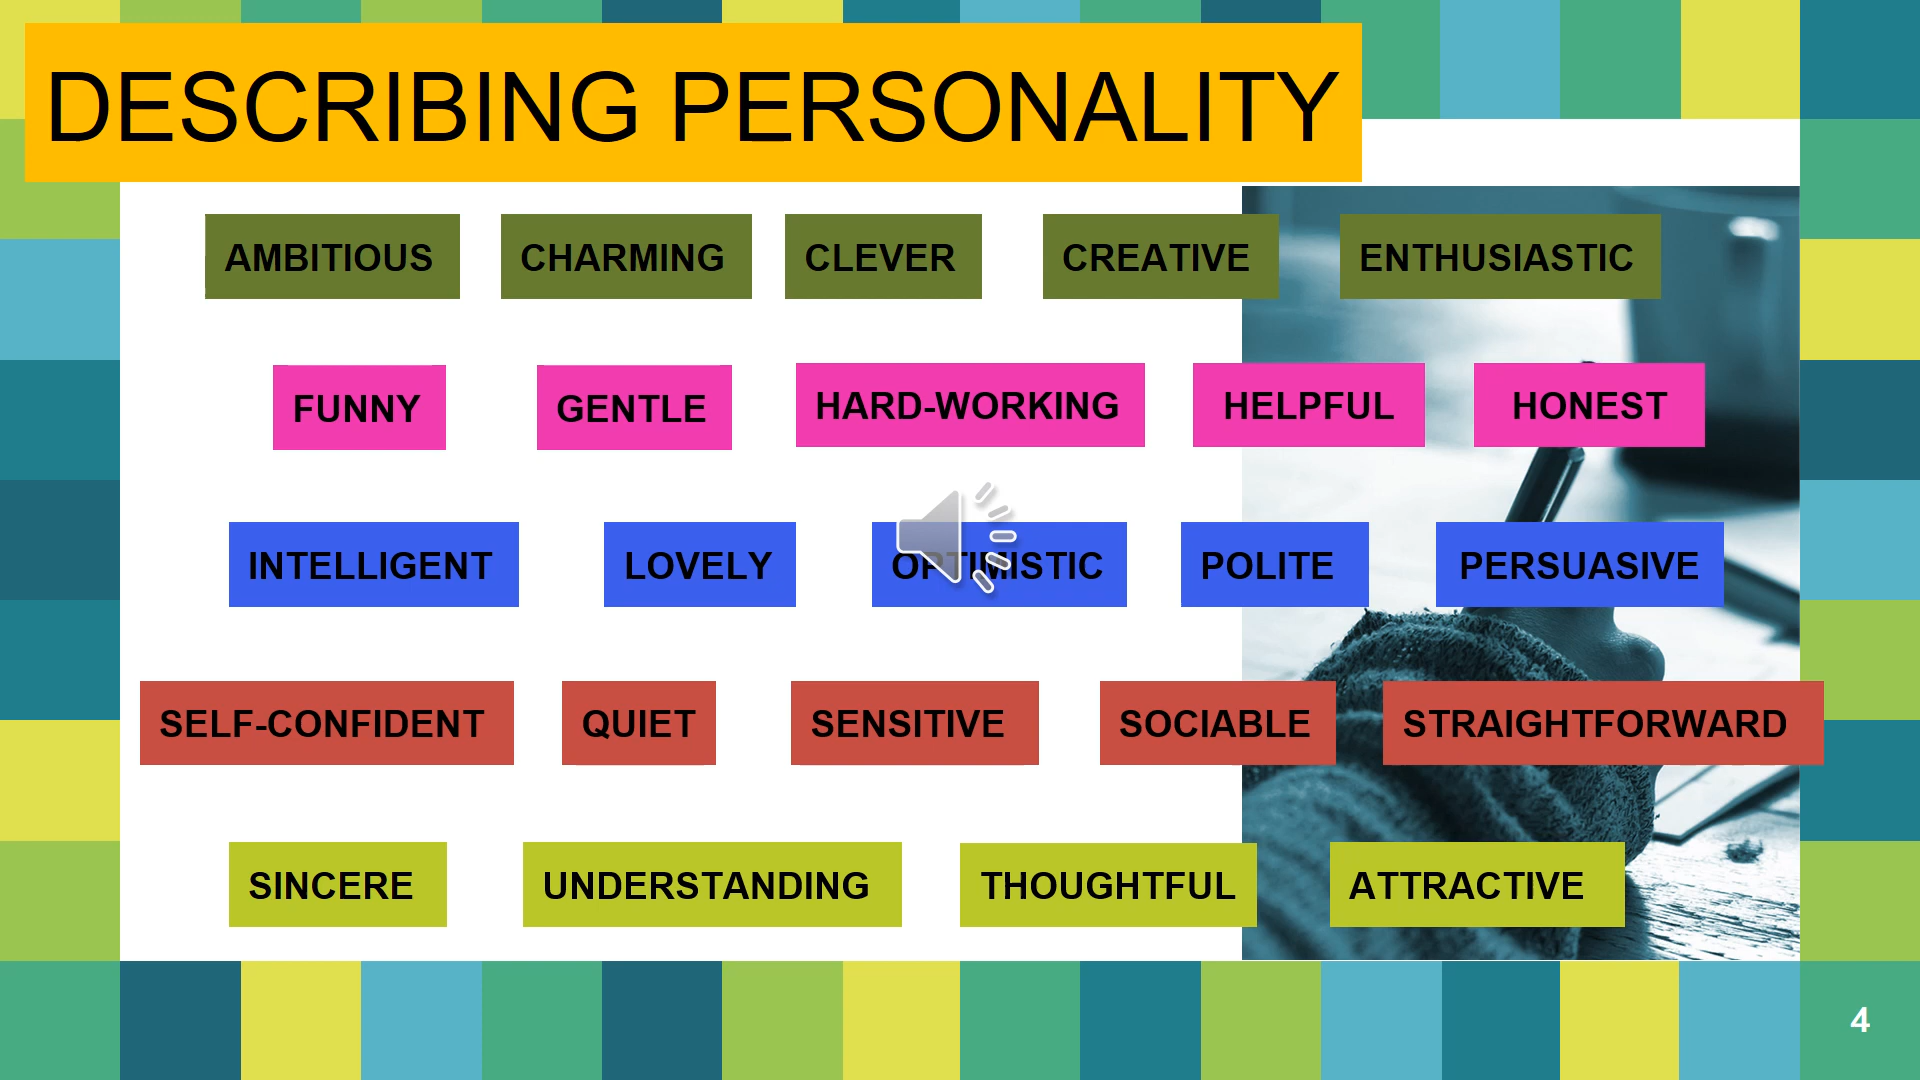 DESCRIBING PERSONALITY
AMBITIOUS CHARMING CLEVER CREATIVE ENTHUSIASTIC
FUNNY GENTLE HARD-WORKING HELPFUL HONEST
INTELLIGENT LOVELY OPTIMISTIC POLITE PERSUASIVE
SELF-CONFIDENT QUIET SENSITIVE SOCIABLE STRAIGHTFORWARD
SINCERE UNDERSTANDING THOUGHTFUL ATTRACTIVE
4